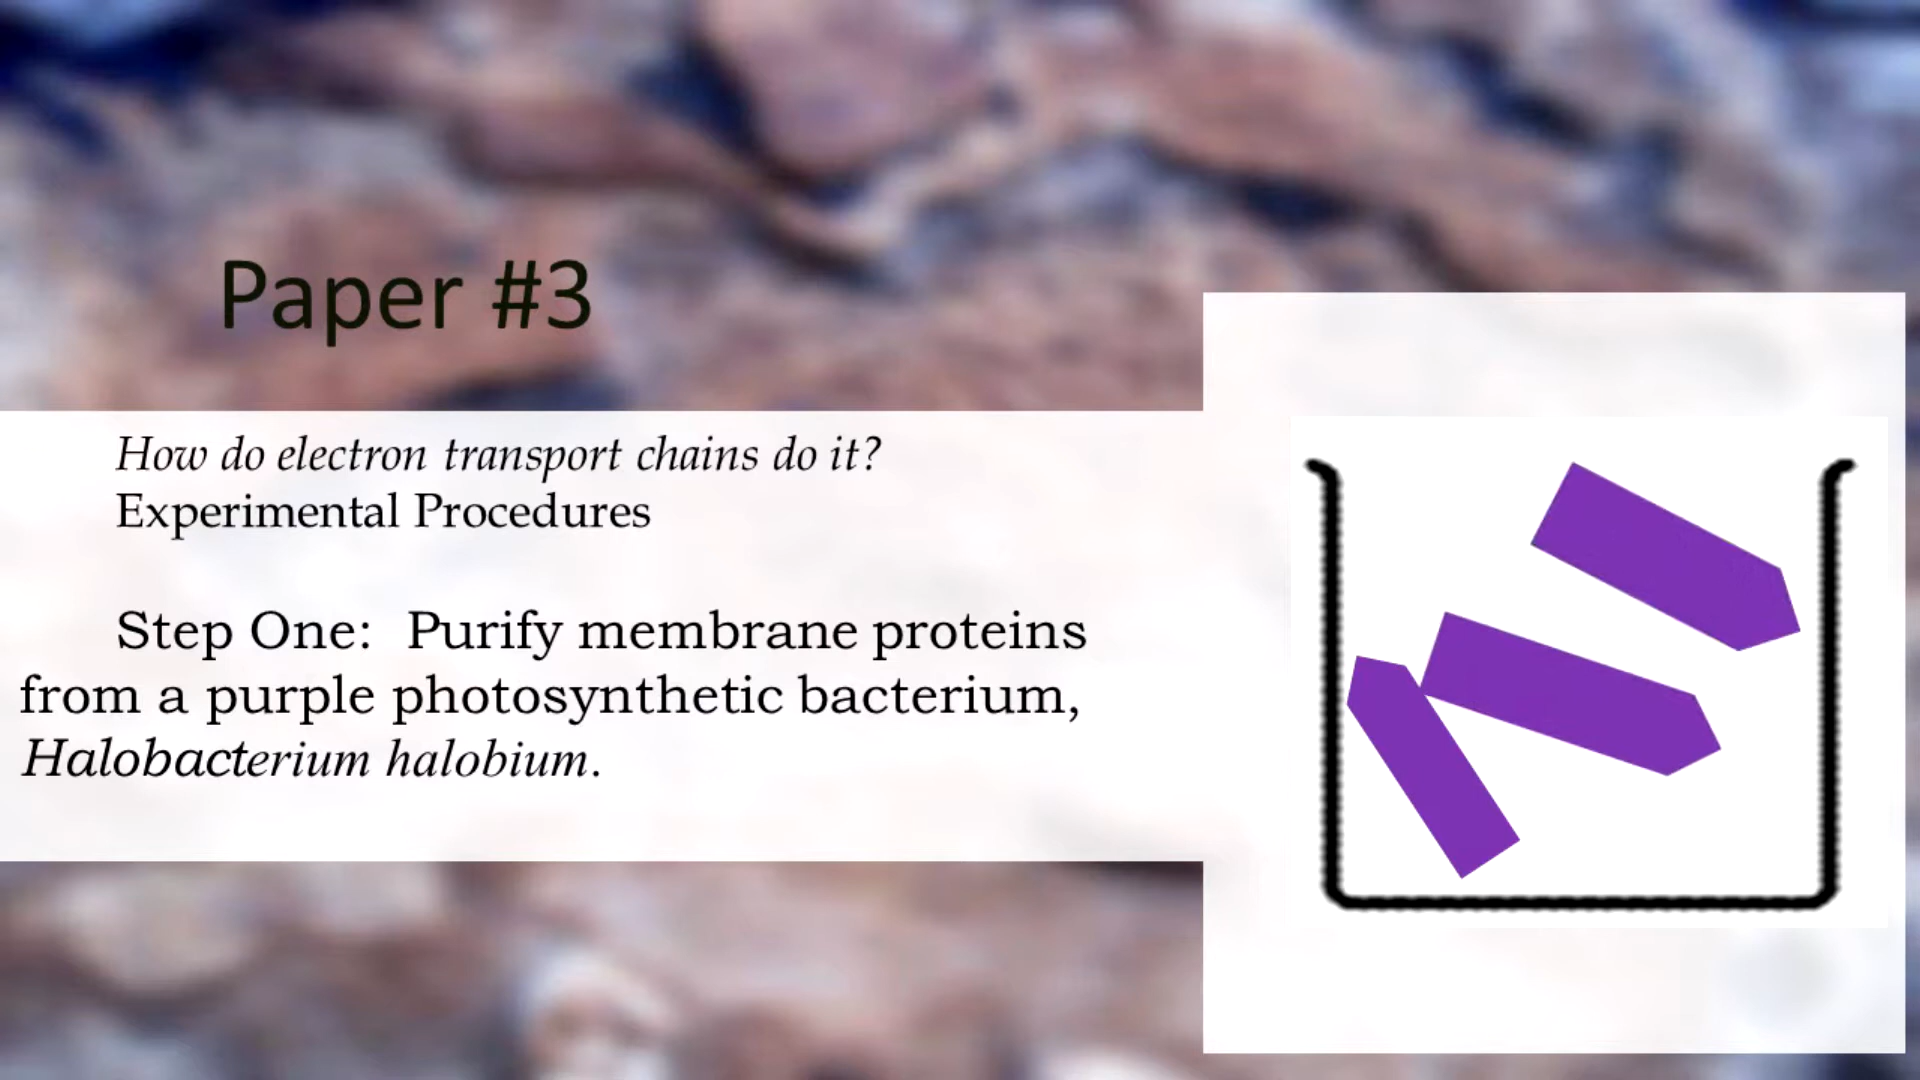 Paper #3
How do electron transport chains do it?
Experimental Procedures
Step One: Purify membrane proteins
from a purple photosynthetic bacterium,
Halobacterium halobium.